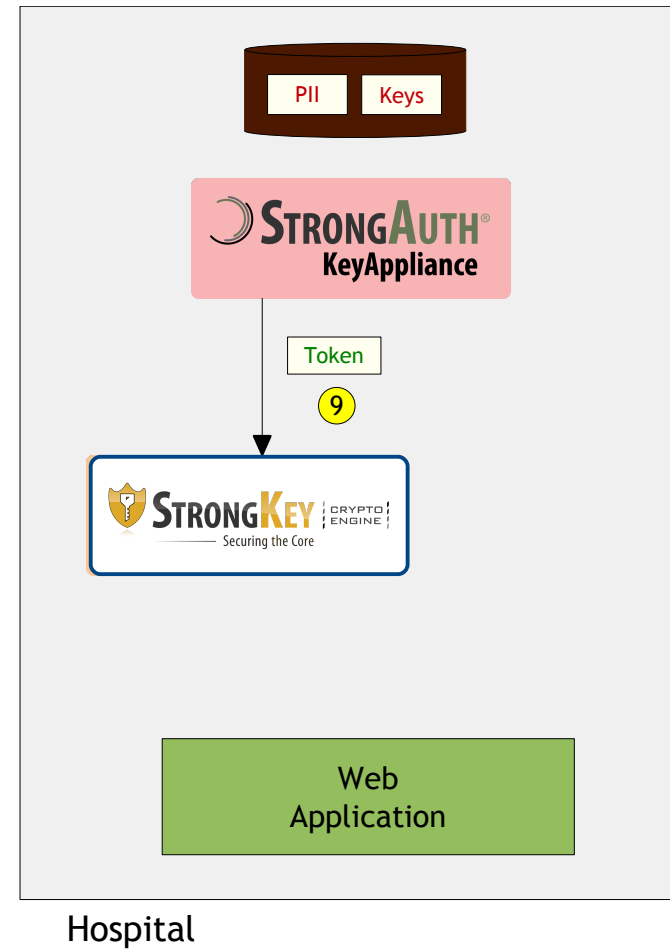 PII Keys
STRONGAUTH®
KeyAppliance
Token
9
STRONGKEY CRYPTO
ENGINE
Securing the Core
Web
Application
Hospital